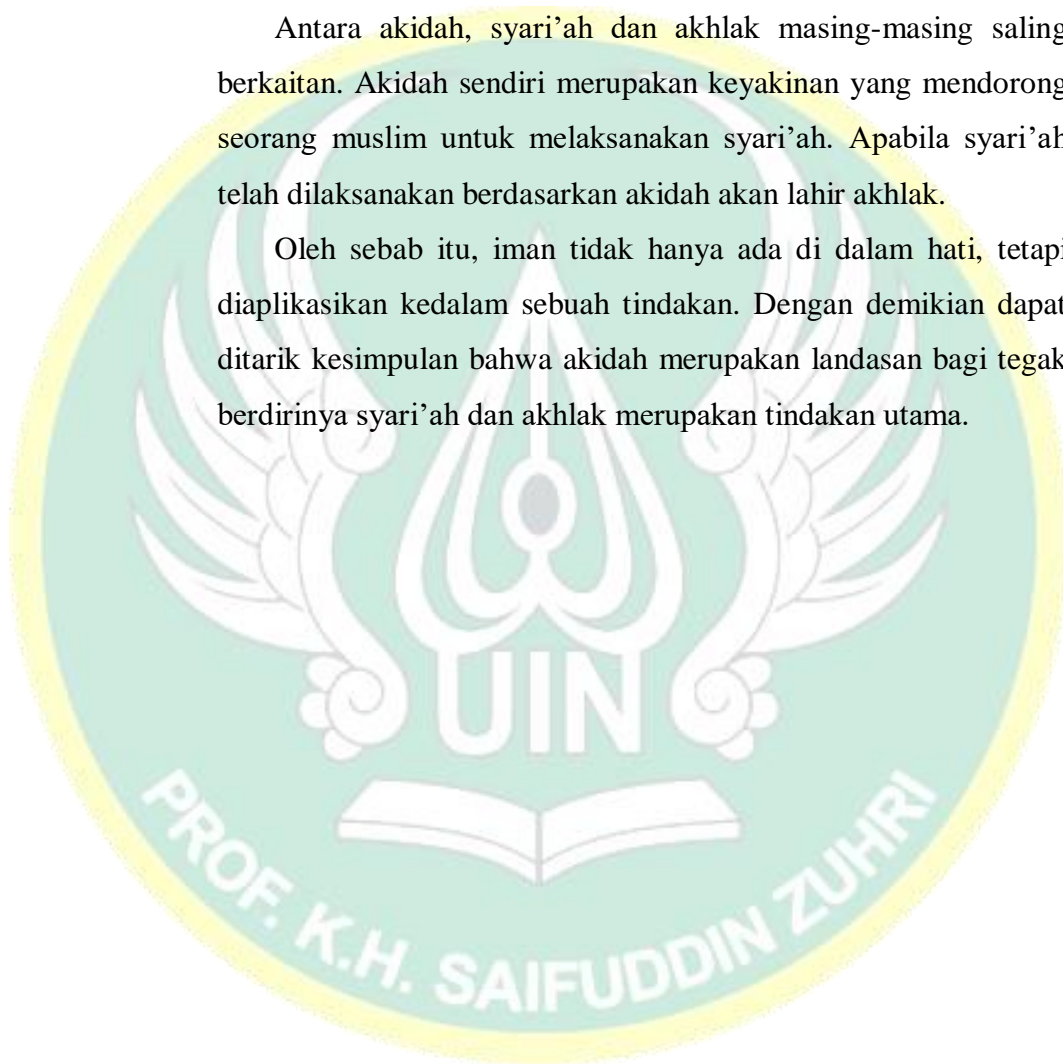 Antara akidah, syari’ah dan akhlak masing-masing saling
berkaitan. Akidah sendiri merupakan keyakinan yang mendorong
seorang muslim untuk melaksanakan syari’ah. Apabila syari’ah
telah dilaksanakan berdasarkan akidah akan lahir akhlak.
Oleh sebab itu, iman tidak hanya ada di dalam hati, tetapi
diaplikasikan kedalam sebuah tindakan. Dengan demikian dapat
ditarik kesimpulan bahwa akidah merupakan landasan bagi tegak
berdirinya syari’ah dan akhlak merupakan tindakan utama.
UIN
PROF. K.H. SAIFUDDIN ZUHRI